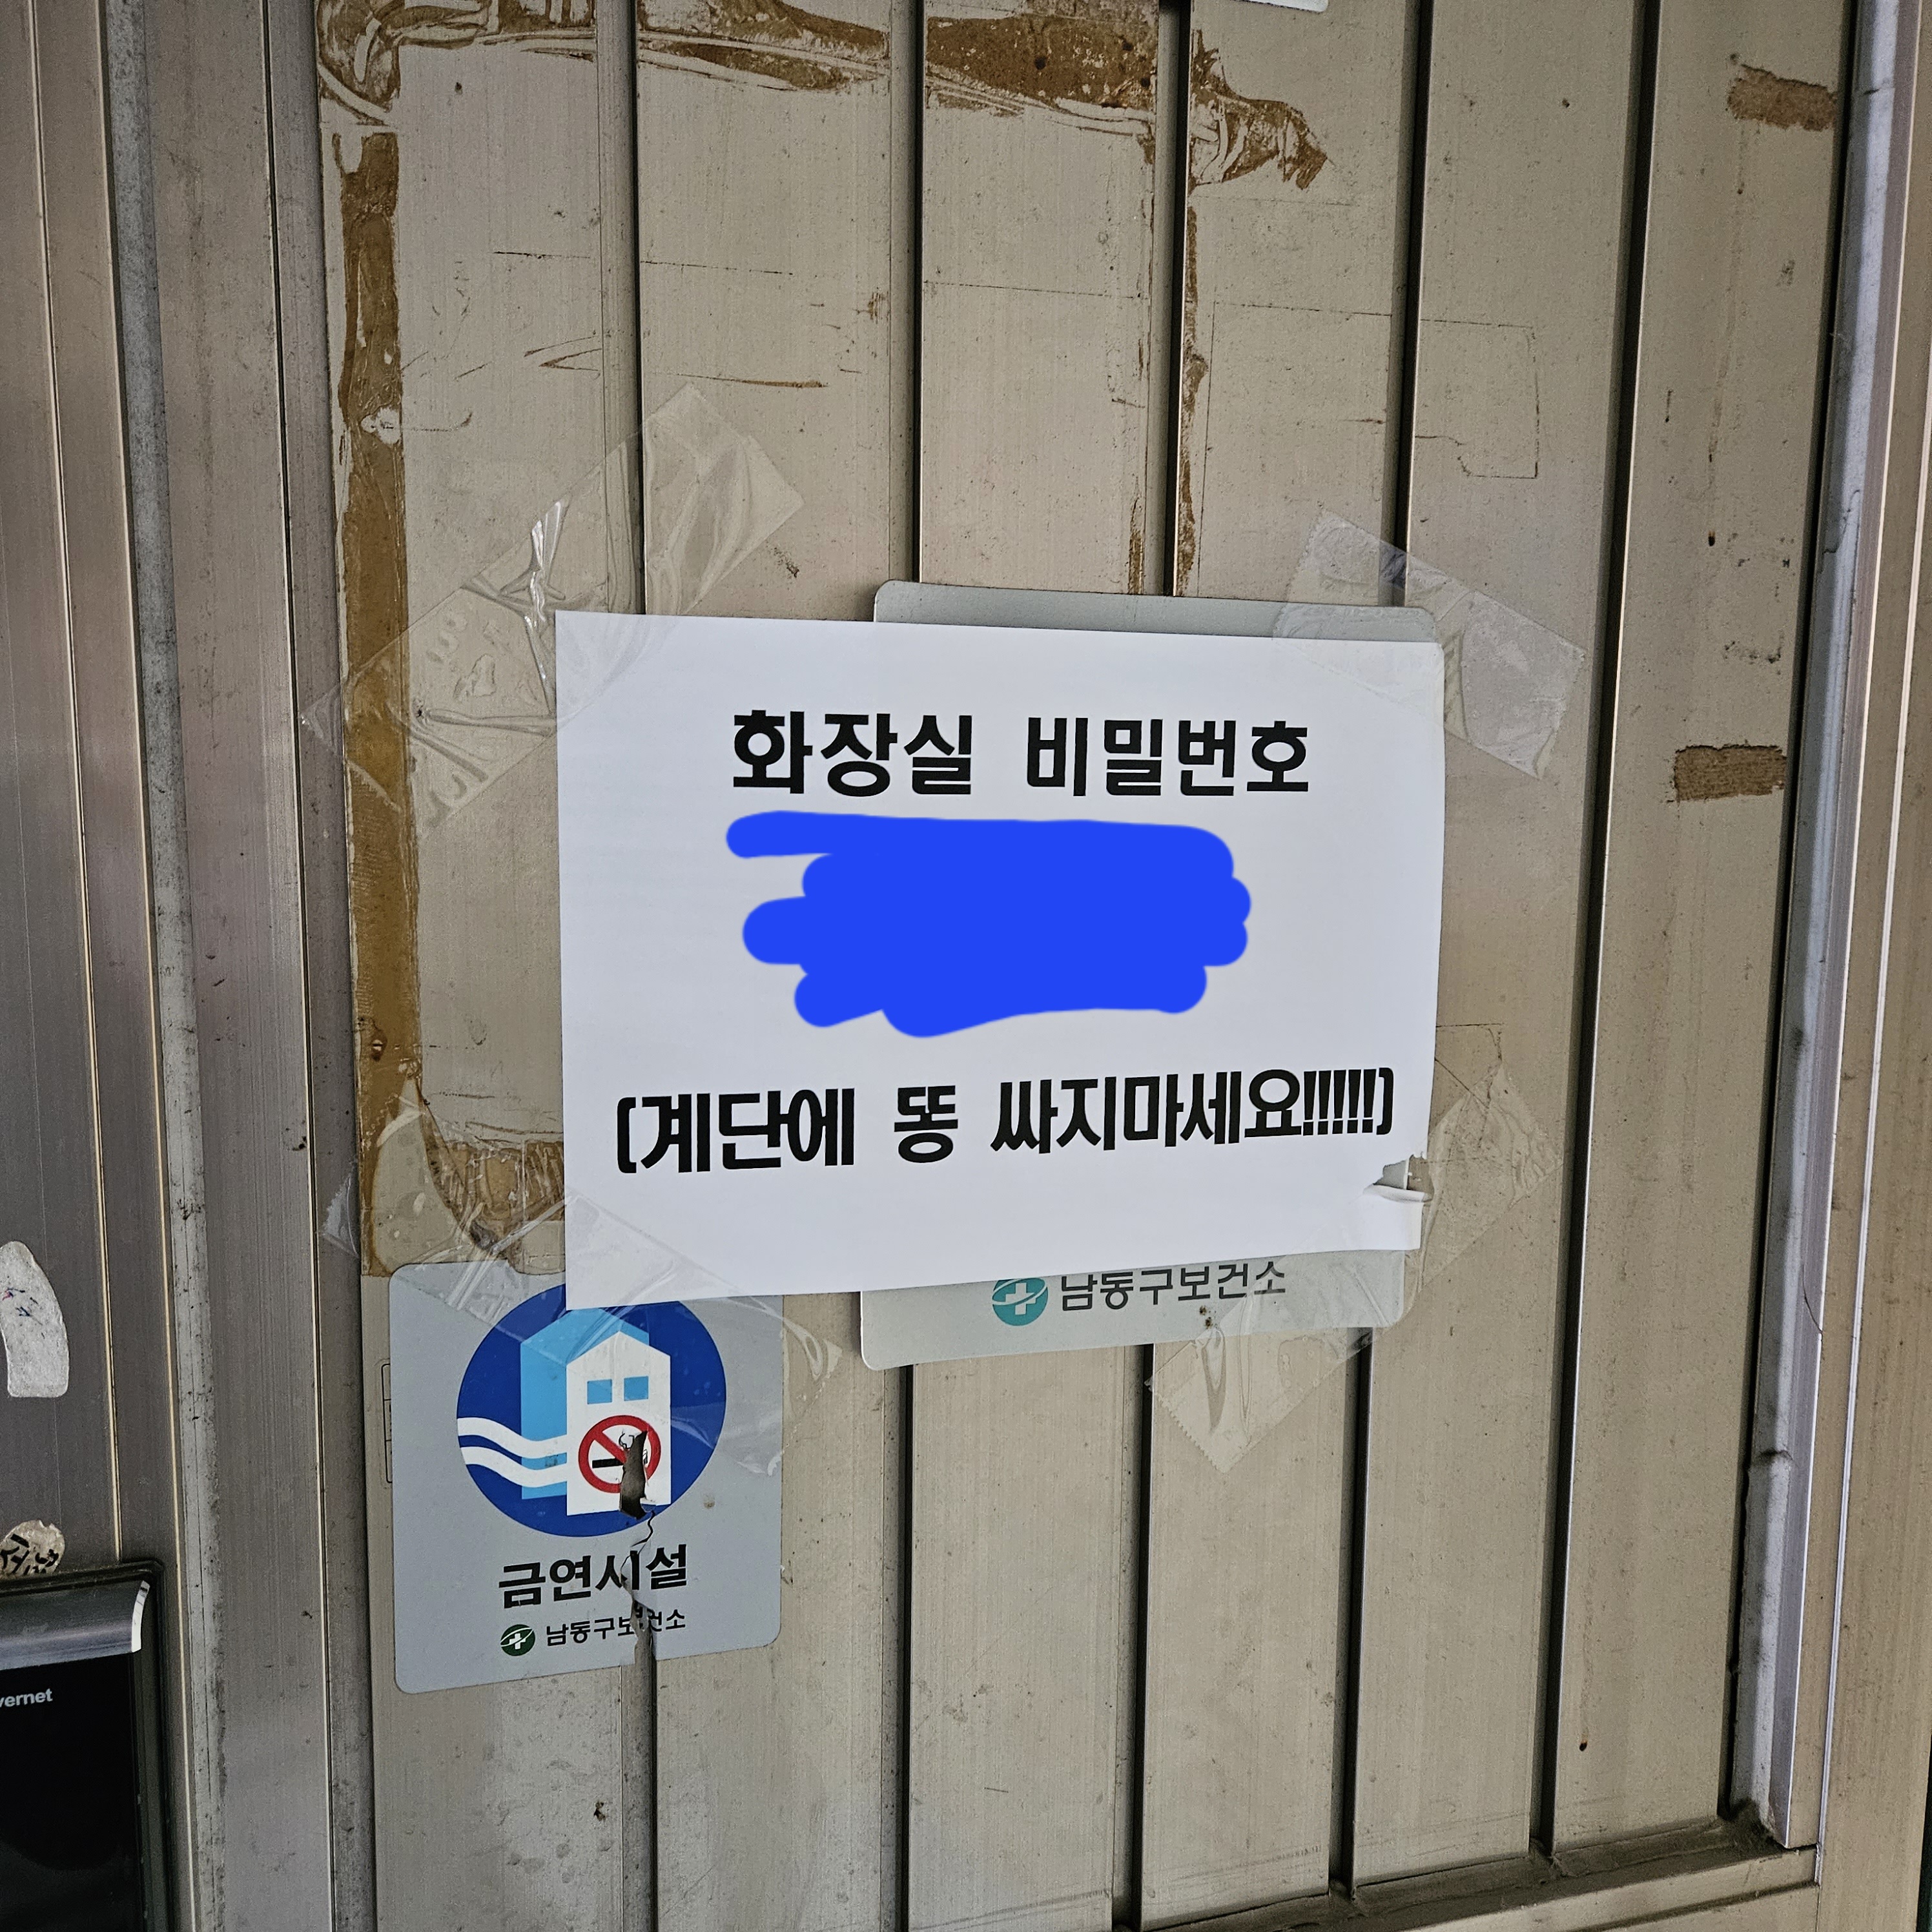 화장실 비밀번호
(계단에 똥 싸지마세요!!!!!!)
남동구보건소
금연시설
남동구보건소
vernet